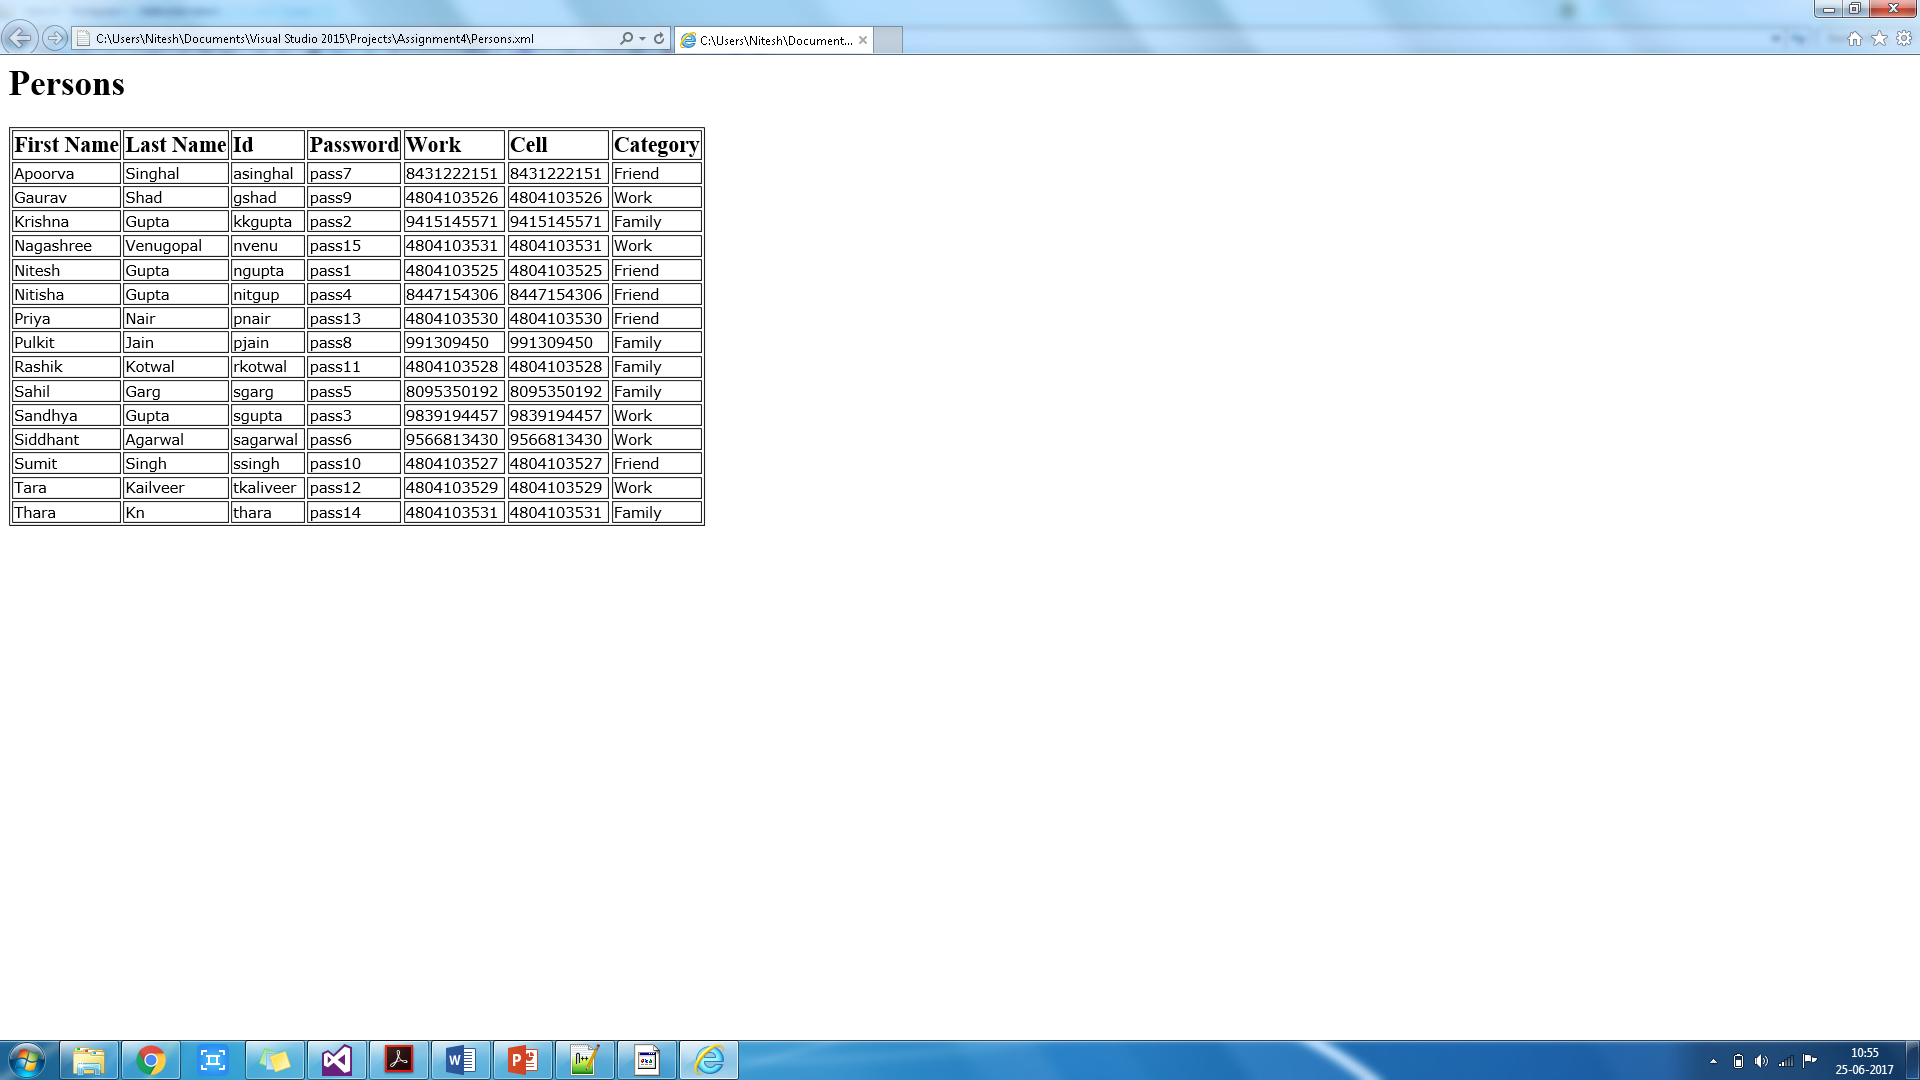 C:\Users\Nitesh\Documents\Visual Studio 2015\Projects\Assignment4\Persons.xml
C:\Users\Nitesh\Document...
Persons
First Name Last Name Id Password Work Cell Category
Apoorva Singhal asinghal pass7 8431222151 8431222151 Friend
Gaurav Shad gshad pass9 4804103526 4804103526 Work
Krishna Gupta kkgupta pass2 9415145571 9415145571 Family
Nagashree Venugopal nvenu pass15 4804103531 4804103531 Work
Nitesh Gupta ngupta pass1 4804103525 4804103525 Friend
Nitisha Gupta nitgup pass4 8447154306 8447154306 Friend
Priya Nair pnair pass13 4804103530 4804103530 Friend
Pulkit Jain pjain pass8 991309450 991309450 Family
Rashik Kotwal rkotwal pass11 4804103528 4804103528 Family
Sahil Garg sgarg pass5 8095350192 8095350192 Family
Sandhya Gupta sgupta pass3 9839194457 9839194457 Work
Siddhant Agarwal sagarwal pass6 9566813430 9566813430 Work
Sumit Singh ssingh pass10 4804103527 4804103527 Friend
Tara Kailveer tkaliveer pass12 4804103529 4804103529 Work
Thara Kn thara pass14 4804103531 4804103531 Family
10:55
25-06-2017